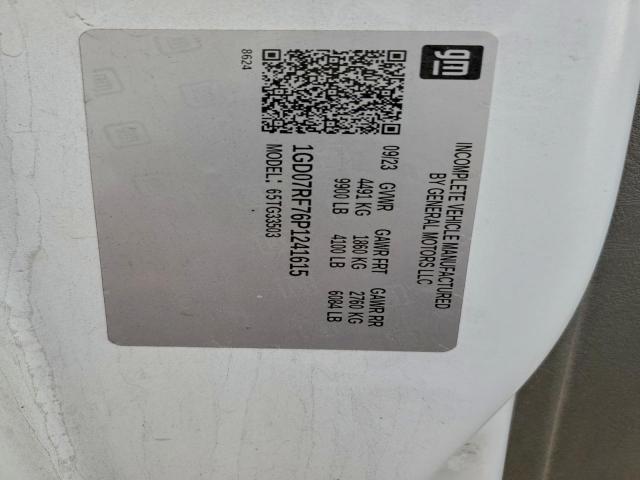 gm
INCOMPLETE VEHICLE MANUFACTURED
BY GENERAL MOTORS LLC
09/23 GVWR GAWR FRT GAWR RR
4491 KG 1860 KG 2760 KG
9900 LB 4100 LB 6084 LB
1GD07RF76P1241615
MODEL: 65TG33503
8624